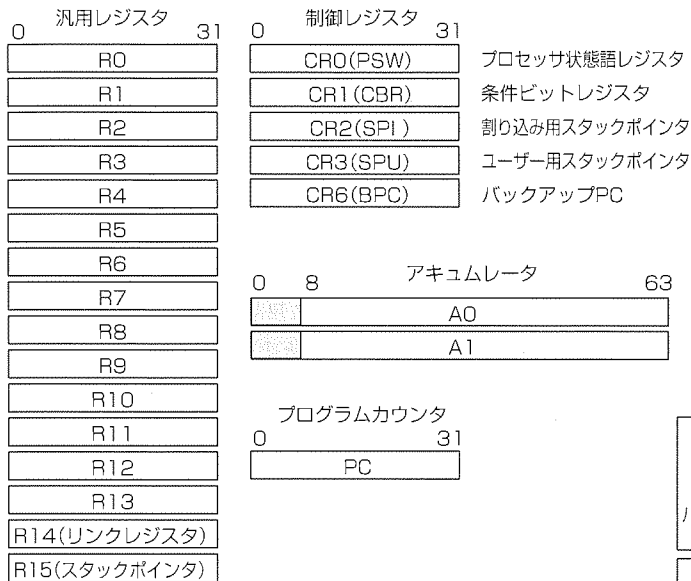 汎用レジスタ
0 31
R0
R1
R2
R3
R4
R5
R6
R7
R8
R9
R10
R11
R12
R13
R14(リンクレジスタ)
R15(スタックポインタ)
制御レジスタ
0 31
CR0(PSW) プロセッサ状態語レジスタ
CR1(CBR) 条件ビットレジスタ
CR2(SPI) 割り込み用スタックポインタ
CR3(SPU) ユーザー用スタックポインタ
CR6(BPC) バックアップPC
アキュムレータ
0 8 63
A0
A1
プログラムカウンタ
0 31
PC